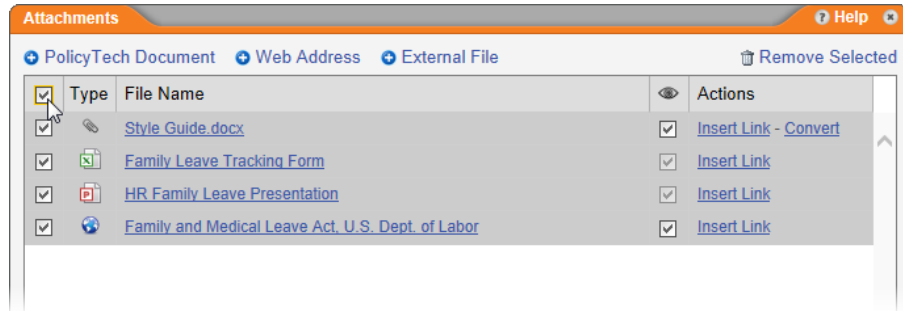 Attachments Help
PolicyTech Document Web Address External File Remove Selected
Type File Name Actions
Style Guide.docx Insert Link - Convert
Family Leave Tracking Form Insert Link
HR Family Leave Presentation Insert Link
Family and Medical Leave Act, U.S. Dept. of Labor Insert Link